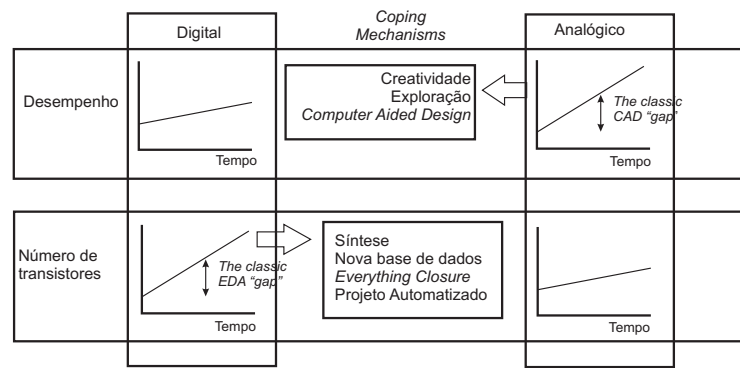 Digital
Coping
Mechanisms
Analógico
Desempenho
Tempo
Creatividade
Exploração
Computer Aided Design
The classic
CAD “gap”
Tempo
Número de
transistores
The classic
EDA “gap”
Tempo
Síntese
Nova base de dados
Everything Closure
Projeto Automatizado
Tempo